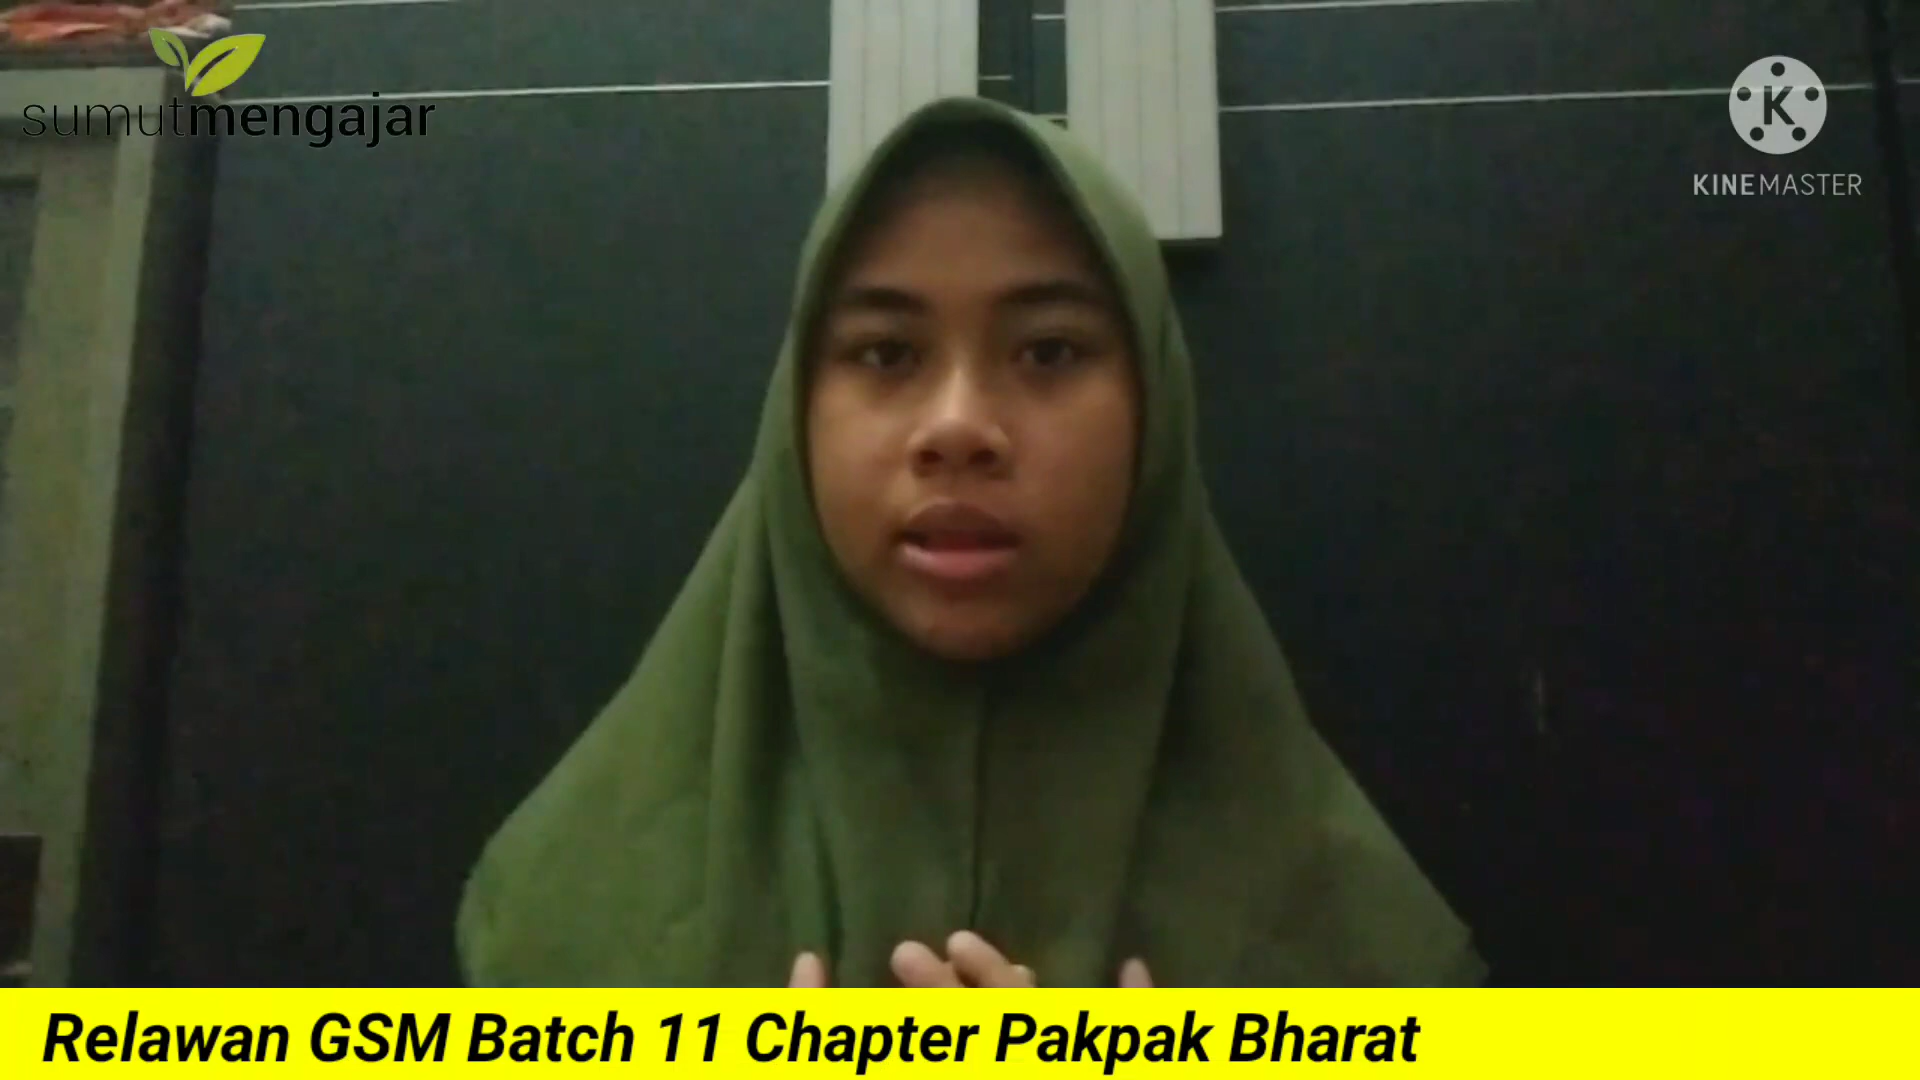 sumutmengajar
K
KINEMASTER
Relawan GSM Batch 11 Chapter Pakpak Bharat